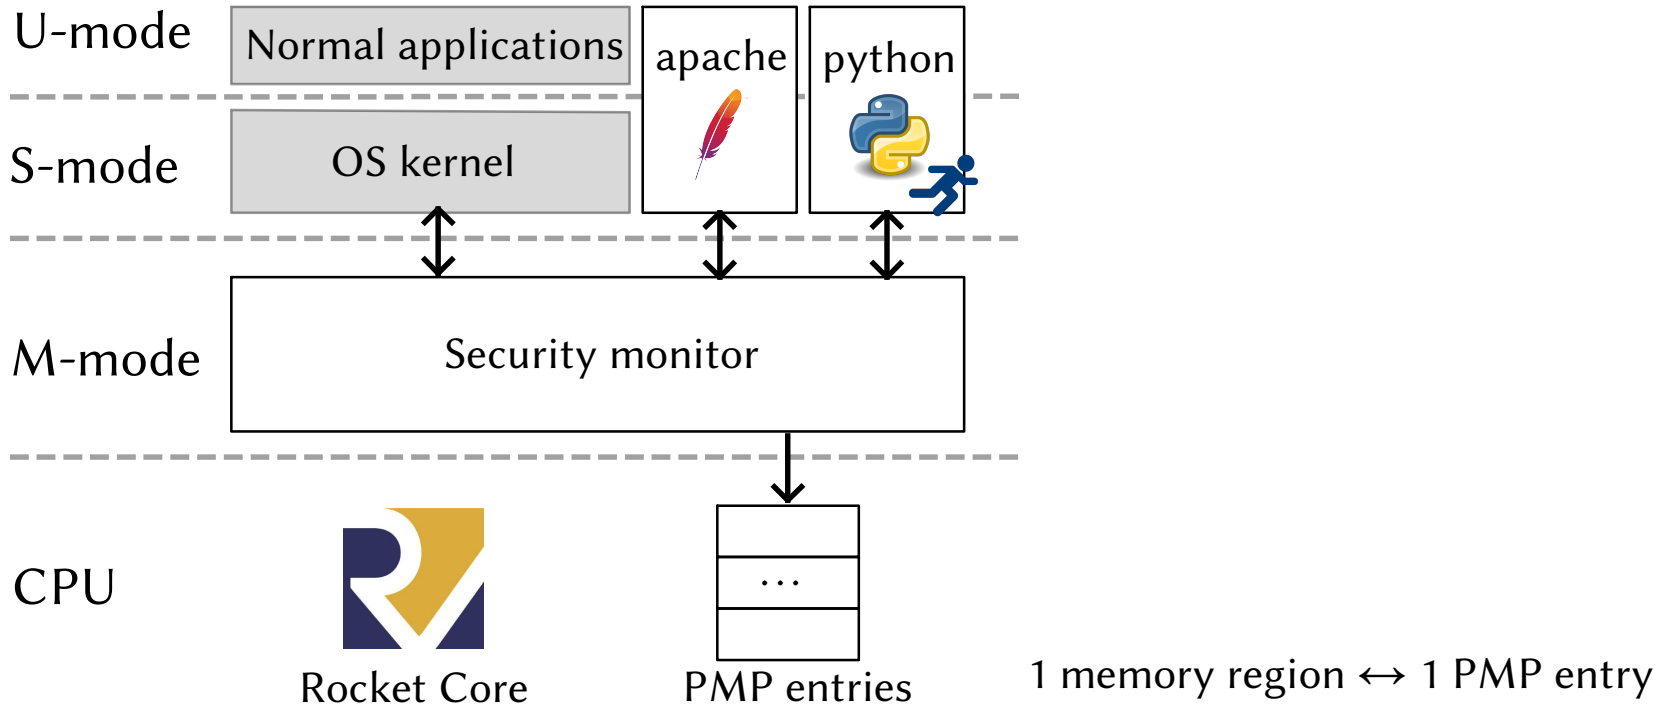 U-mode
Normal applications
apache
python
S-mode
OS kernel
M-mode
Security monitor
CPU
...
Rocket Core
PMP entries
1 memory region ↔ 1 PMP entry